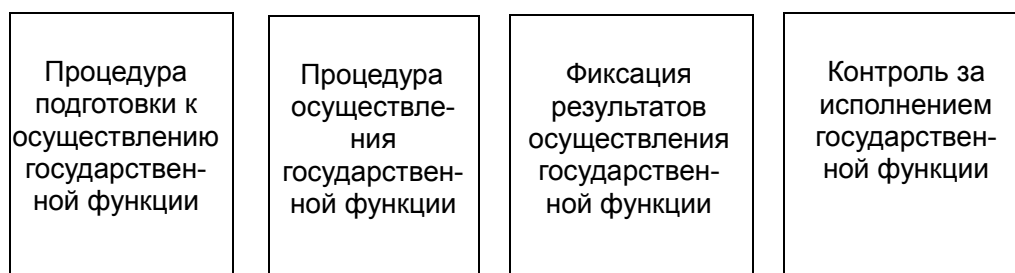 Процедура
подготовки к
осуществлению
государствен-
ной функции
Процедура
осуществле-
ния
государствен-
ной функции
Фиксация
результатов
осуществления
государствен-
ной функции
Контроль за
исполнением
государствен-
ной функции